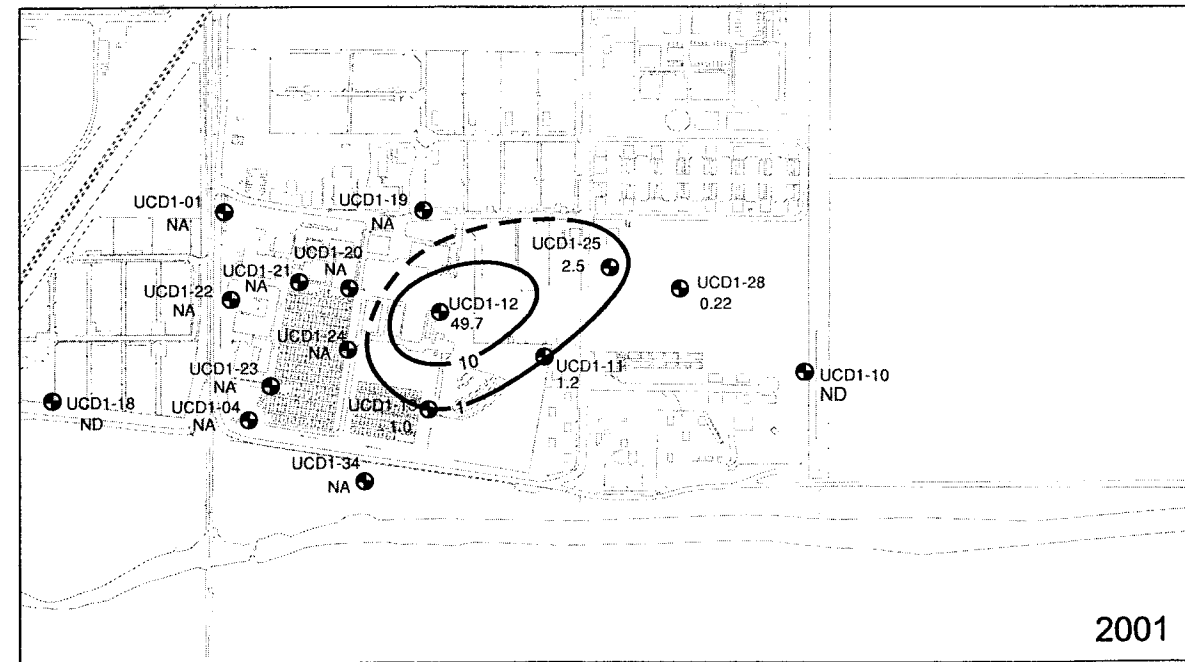 UCD1-01
NA
UCD1-19
NA
UCD1-25
2.5
UCD1-20
NA
UCD1-21
NA
UCD1-28
0.22
UCD1-22
NA
UCD1-12
49.7
UCD1-24
NA
10
UCD1-11
1.2
UCD1-23
NA
UCD1-10
ND
UCD1-18
ND
UCD1-04
NA
1
1.0
UCD1-34
NA
2001